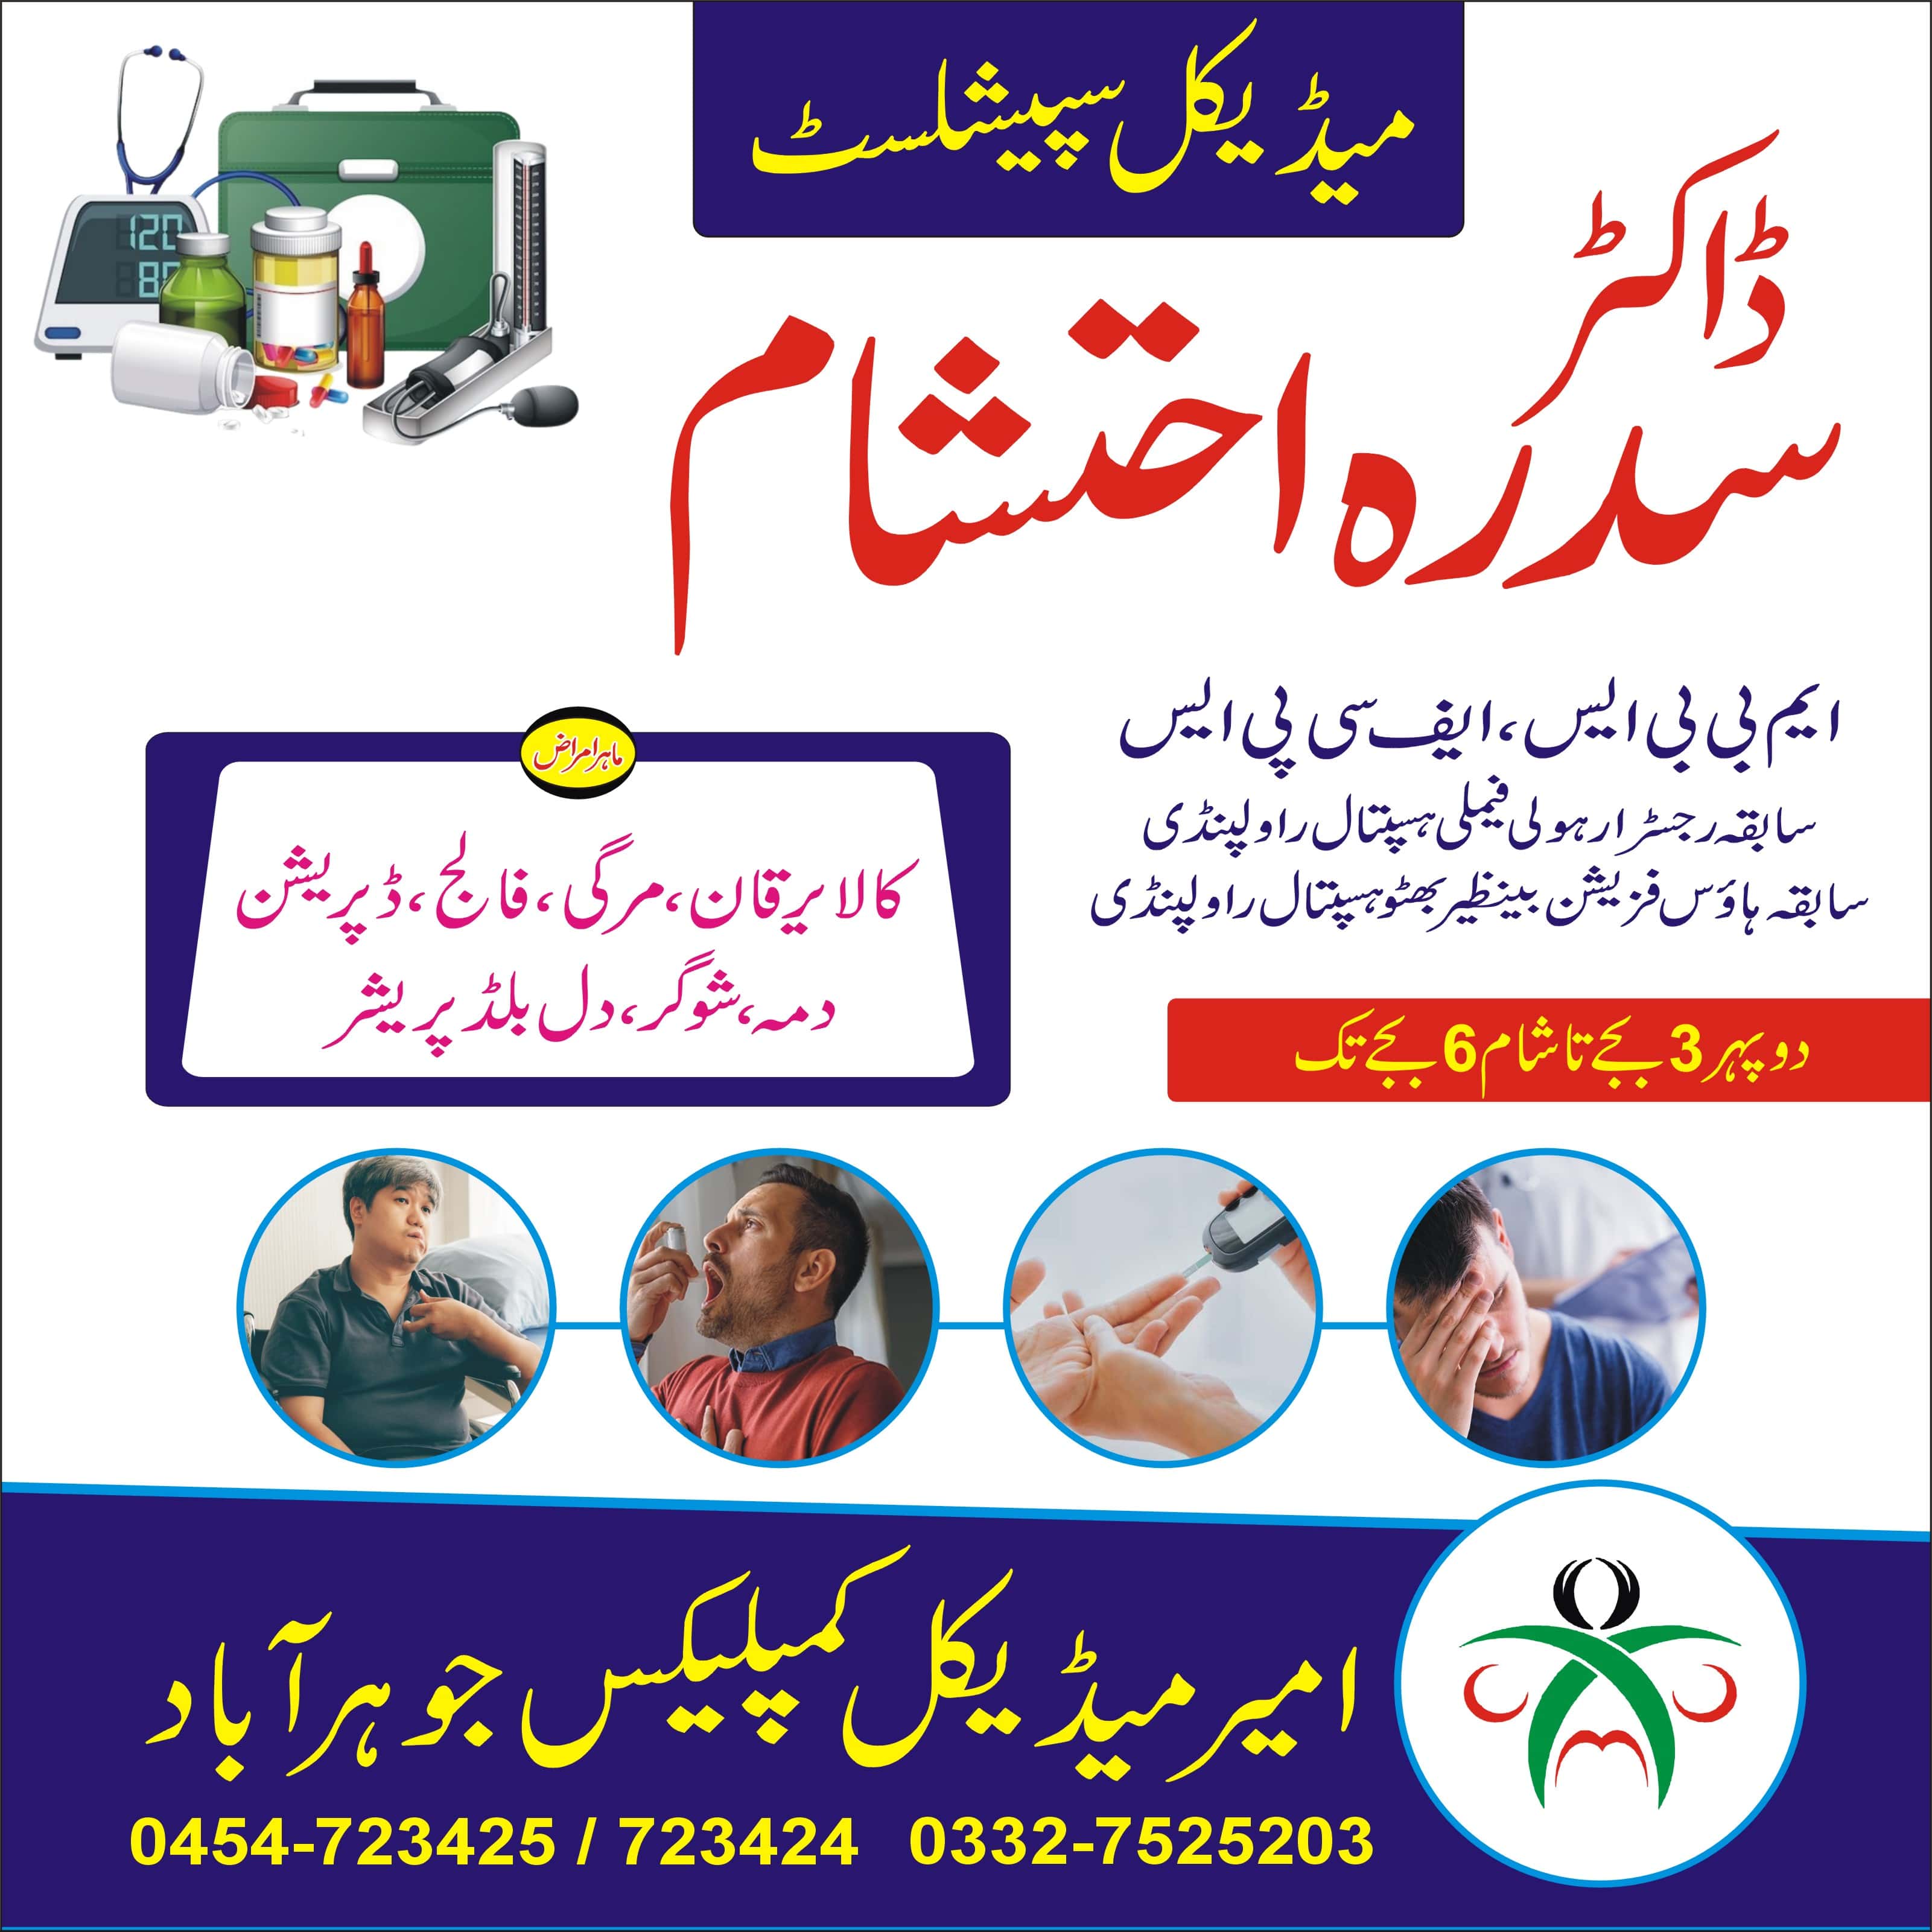 میڈیکل سپیشلسٹ
ڈاکٹر
سدرہ احتشام
ایم بی بی ایس، ایف سی پی ایس
سابقہ رجسٹرار ہولی فیملی ہسپتال راولپنڈی
سابقہ ہاؤس فزیشن بینظیر بھٹو ہسپتال راولپنڈی
دوپہر 3 بجے تا شام 6 بجے تک
ماہر امراض
کالا یرقان، مرگی، فالج، ڈپریشن
دمہ، شوگر، دل بلڈ پریشر
120
80
امیر میڈیکل کمپلیکس جوہرآباد
0454-723425 / 723424 0332-7525203